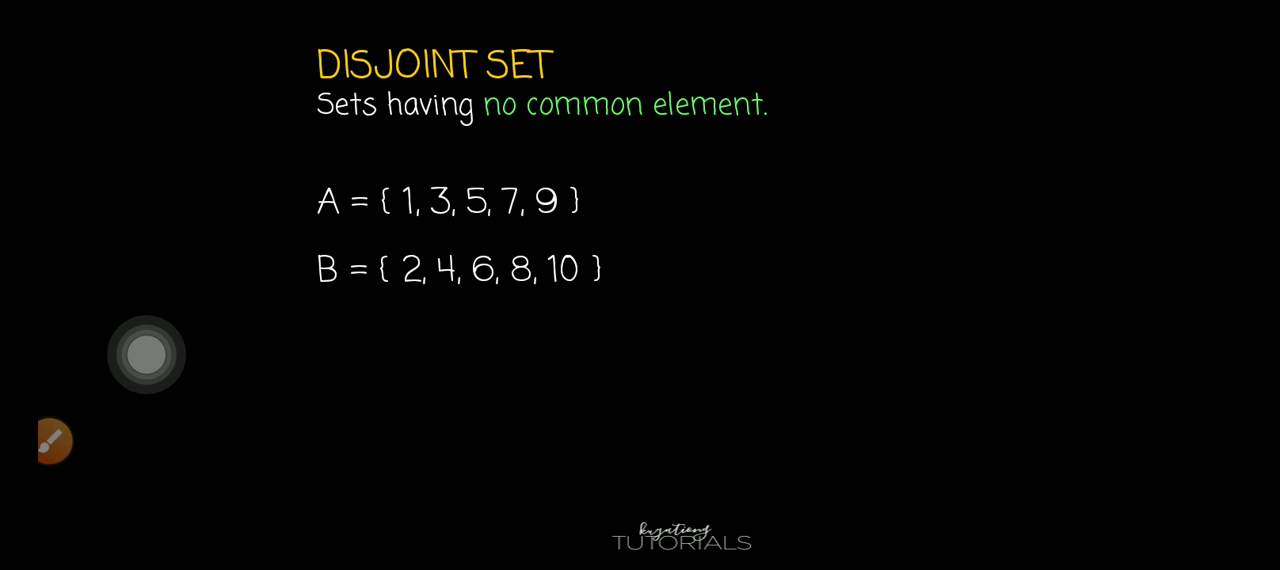 DISJOINT SET
Sets having no common element.
A = { 1, 3, 5, 7, 9 }
B = { 2, 4, 6, 8, 10 }
TUTORIALS